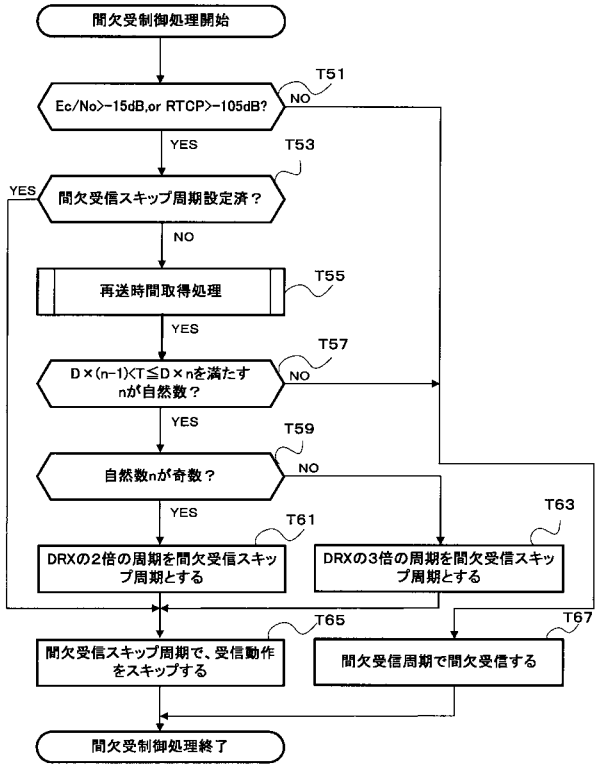 間欠受制御処理開始
T51
Ec/No>-15dB,or RTCP>-105dB?
NO
YES
T53
YES
間欠受信スキップ周期設定済？
NO
T55
再送時間取得処理
YES
T57
D×(n-1)<T≦D×nを満たす
nが自然数？
NO
YES
T59
自然数nが奇数？
NO
YES
T61
T63
DRXの2倍の周期を間欠受信スキッ
プ周期とする
DRXの3倍の周期を間欠受信スキッ
プ周期とする
T65
T67
間欠受信スキップ周期で、受信動作
をスキップする
間欠受信周期で間欠受信する
間欠受制御処理終了